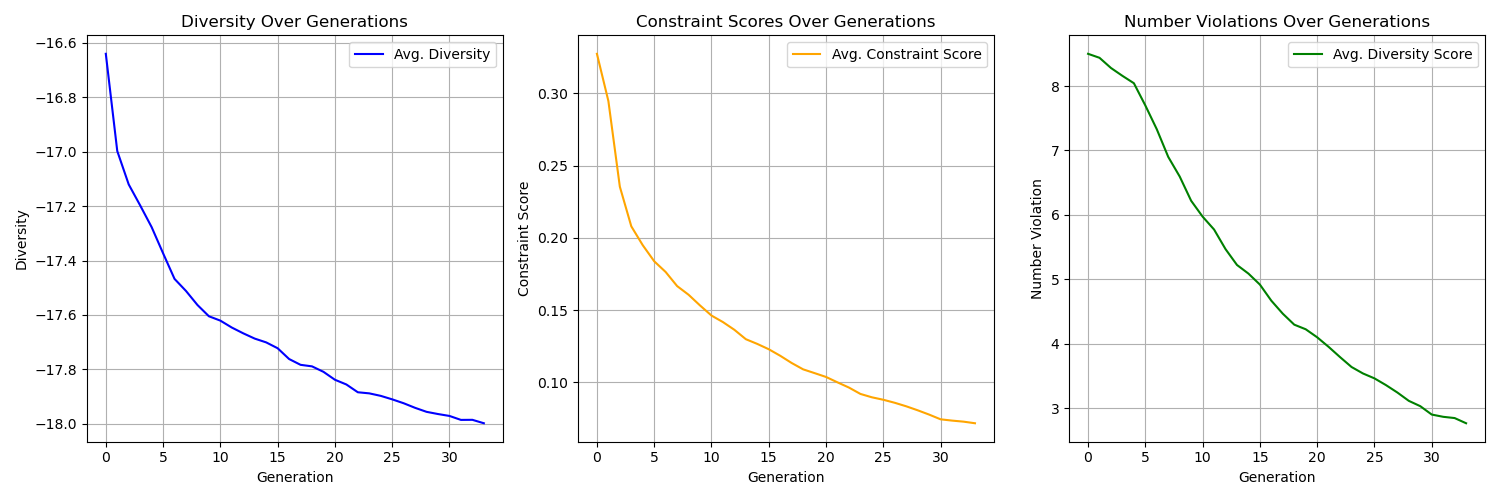 Diversity Over Generations
Avg. Diversity
−16.6
−16.8
−17.0
−17.2
−17.4
−17.6
−17.8
−18.0
Diversity
0 5 10 15 20 25 30
Generation
Constraint Scores Over Generations
Avg. Constraint Score
0.30
0.25
0.20
0.15
0.10
Constraint Score
0 5 10 15 20 25 30
Generation
Number Violations Over Generations
Avg. Diversity Score
8
7
6
5
4
3
Number Violation
0 5 10 15 20 25 30
Generation